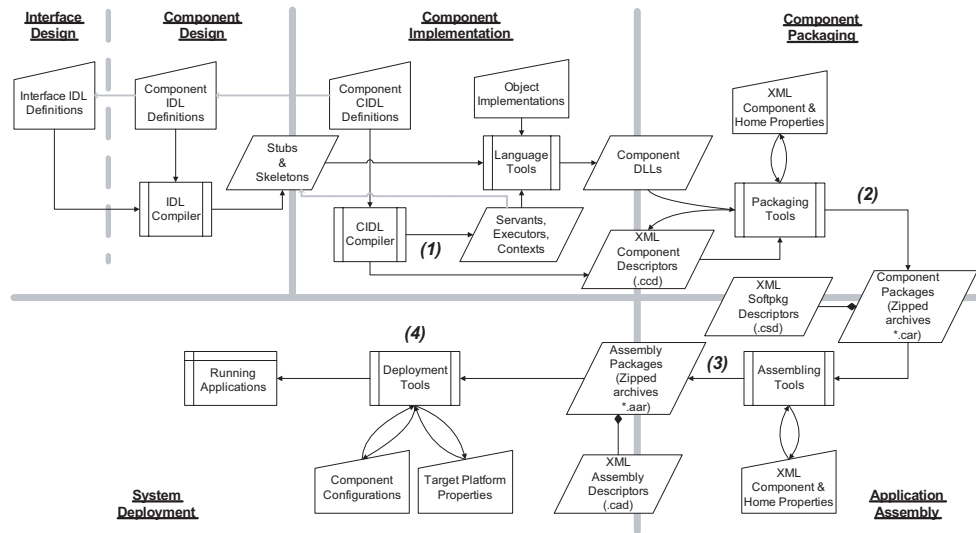 Interface
Design
Component
Design
Component
Implementation
Component
Packaging
Interface IDL
Definitions
Component
IDL
Definitions
Component
CIDL
Definitions
Object
Implementations
XML
Component &
Home Properties
Stubs
&
Skeletons
Language
Tools
Component
DLLs
IDL
Compiler
CIDL
Compiler
(1)
Servants,
Executors,
Contexts
XML
Component
Descriptors
(.ccd)
Packaging
Tools
(2)
XML
Softpkg
Descriptors
(.csd)
Component
Packages
(Zipped
archives
*.car)
Running
Applications
(4)
Deployment
Tools
Assembly
Packages
(Zipped
archives
*.aar)
(3)
Assembling
Tools
Component
Configurations
Target Platform
Properties
XML
Assembly
Descriptors
(.cad)
XML
Component &
Home Properties
System
Deployment
Application
Assembly